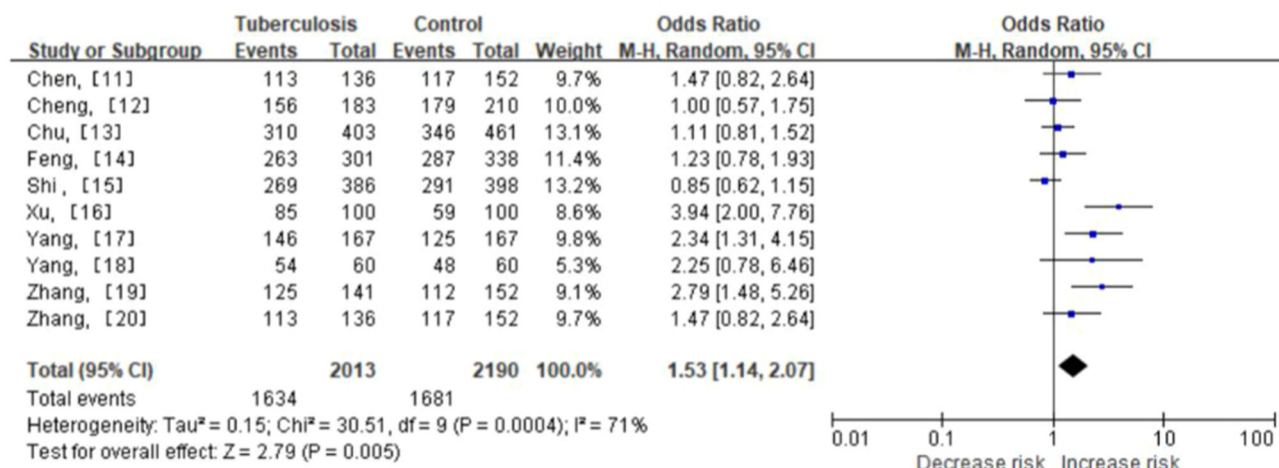 Tuberculosis Control Odds Ratio Odds Ratio
Study or Subgroup Events Total Events Total Weight M-H, Random, 95% CI M-H, Random, 95% CI
Chen, [11] 113 136 117 152 9.7% 1.47 [0.82, 2.64]
Cheng, [12] 156 183 179 210 10.0% 1.00 [0.57, 1.75]
Chu, [13] 310 403 346 461 13.1% 1.11 [0.81, 1.52]
Feng, [14] 263 301 287 338 11.4% 1.23 [0.78, 1.93]
Shi , [15] 269 386 291 398 13.2% 0.85 [0.62, 1.15]
Xu, [16] 85 100 59 100 8.6% 3.94 [2.00, 7.76]
Yang, [17] 146 167 125 167 9.8% 2.34 [1.31, 4.15]
Yang, [18] 54 60 48 60 5.3% 2.25 [0.78, 6.46]
Zhang, [19] 125 141 112 152 9.1% 2.79 [1.48, 5.26]
Zhang, [20] 113 136 117 152 9.7% 1.47 [0.82, 2.64]
Total (95% CI) 2013 2190 100.0% 1.53 [1.14, 2.07]
Total events 1634 1681
Heterogeneity: Tau² = 0.15; Chi² = 30.51, df = 9 (P = 0.0004); I² = 71%
Test for overall effect: Z = 2.79 (P = 0.005)
0.01 0.1 1 10 100
Decrease risk Increase risk